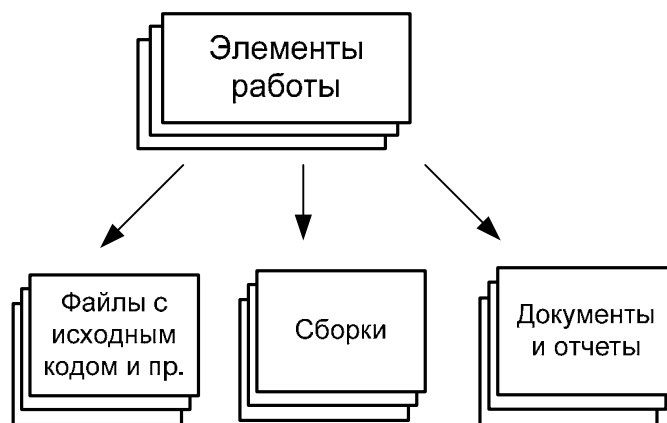 Элементы
работы
Файлы с
исходным
кодом и пр.
Сборки
Документы
и отчеты